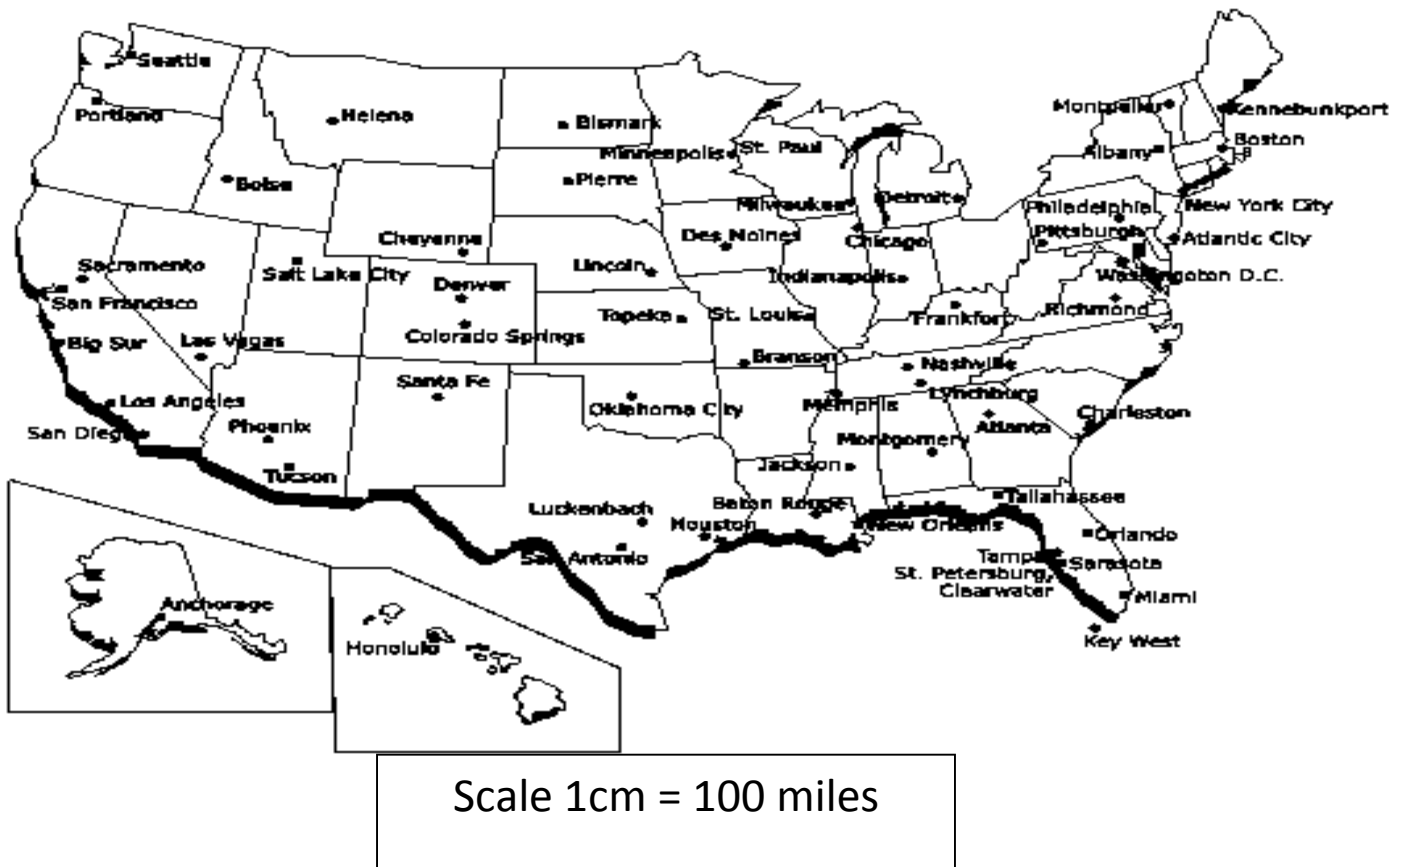 Seattle
Portland
Helena
Bismark
Montpelier
Kennebunkport
Minneapolis
St. Paul
Boston
Albany
Boise
Pierre
Milwaukee
Detroit
Philadelphia
New York City
Cheyenne
Des Noines
Chicago
Pittsburgh
Atlantic City
Sacramento
Salt Lake City
Denver
Lincoln
Indianapolis
Washingoton D.C.
San Francisco
Colorado Springs
Topeka
St. Louis
Frankfort
Richmond
Big Sur
Las Vegas
Branson
Nashville
Santa Fe
Los Angeles
Oklahoma City
Memphis
Lynchburg
San Diego
Phoenix
Montgomery
Atlanta
Charleston
Tucson
Jackson
Luckenbach
Baton Rouge
Tallahassee
Houston
New Orleans
Orlando
San Antonio
Tampa
St. Petersburg,
Clearwater
Sarasota
Anchorage
Miami
Honolulu
Key West
Scale 1cm = 100 miles